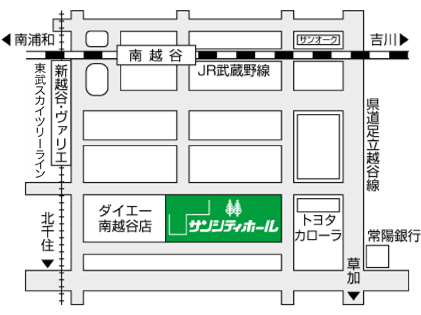 南浦和
サンオーク
吉川
南越谷
JR武蔵野線
東武スカイツリーライン
新越谷・ヴァリエ
県道足立越谷線
北千住
ダイエー
南越谷店
サンシティホール
トヨタ
カローラ
常陽銀行
草加